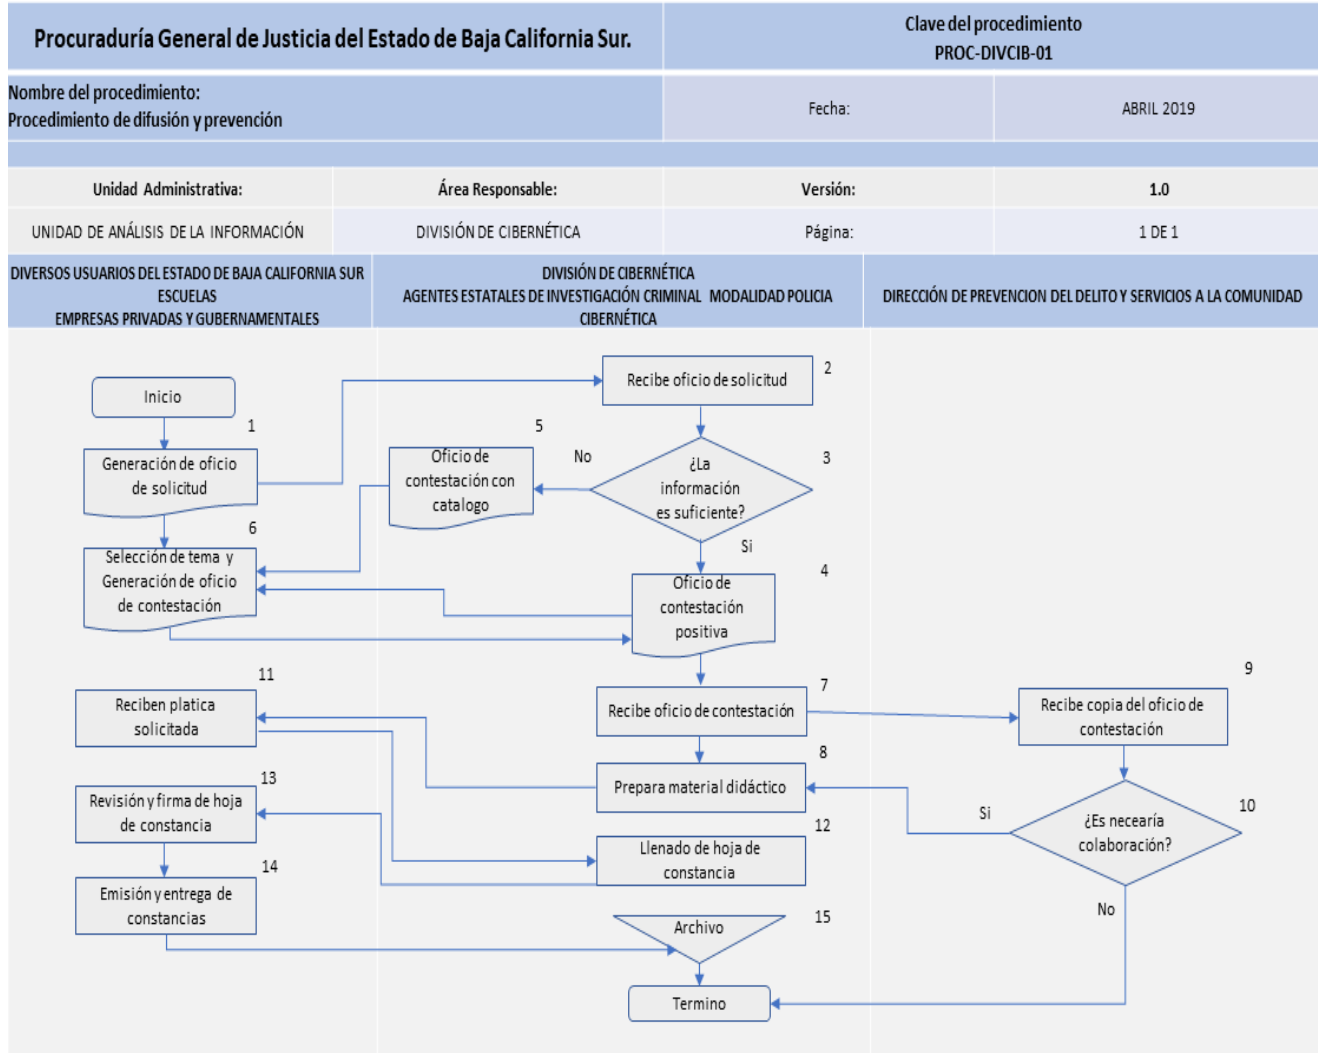 Procuraduría General de Justicia del Estado de Baja California Sur.
Clave del procedimiento
PROC-DIVCIB-01
Nombre del procedimiento:
Procedimiento de difusión y prevención
Fecha:
ABRIL 2019
Unidad Administrativa:
Área Responsable:
Versión:
1.0
UNIDAD DE ANÁLISIS DE LA INFORMACIÓN
DIVISIÓN DE CIBERNÉTICA
Página:
1 DE 1
DIVERSOS USUARIOS DEL ESTADO DE BAJA CALIFORNIA SUR
ESCUELAS
EMPRESAS PRIVADAS Y GUBERNAMENTALES
DIVISIÓN DE CIBERNÉTICA
AGENTES ESTATALES DE INVESTIGACIÓN CRIMINAL MODALIDAD POLICIA
CIBERNÉTICA
DIRECCIÓN DE PREVENCION DEL DELITO Y SERVICIOS A LA COMUNIDAD
Inicio
1
Generación de oficio
de solicitud
2
Recibe oficio de solicitud
3
¿La
información
es suficiente?
No
Si
5
Oficio de
contestación con
catalogo
4
Oficio de
contestación
positiva
6
Selección de tema y
Generación de oficio
de contestación
7
Recibe oficio de contestación
8
Prepara material didáctico
9
Recibe copia del oficio de
contestación
10
¿Es necearía
colaboración?
Si
No
11
Reciben platica
solicitada
12
Llenado de hoja de
constancia
13
Revisión y firma de hoja
de constancia
14
Emisión y entrega de
constancias
15
Archivo
Termino